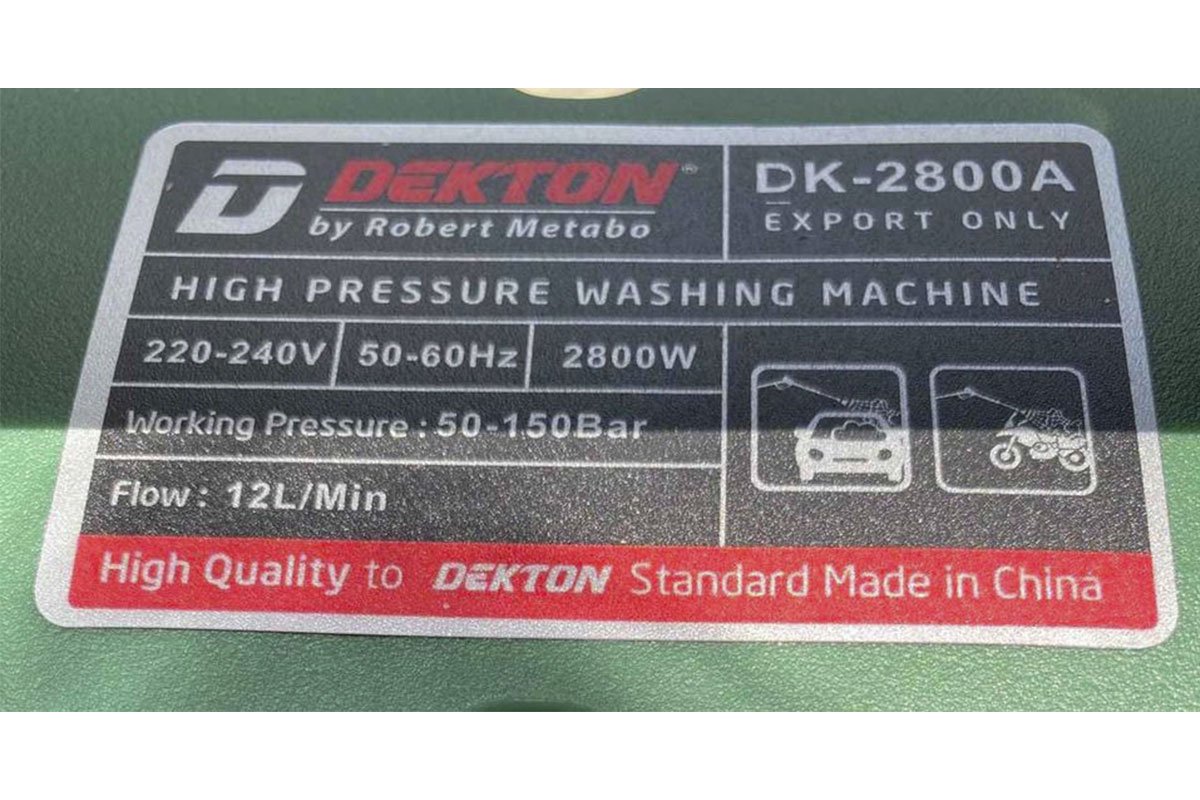 DEKTON®
by Robert Metabo
DK-2800A
EXPORT ONLY
HIGH PRESSURE WASHING MACHINE
220-240V 50-60Hz 2800W
Working Pressure : 50-150Bar
Flow : 12L/Min
High Quality to DEKTON Standard Made in China